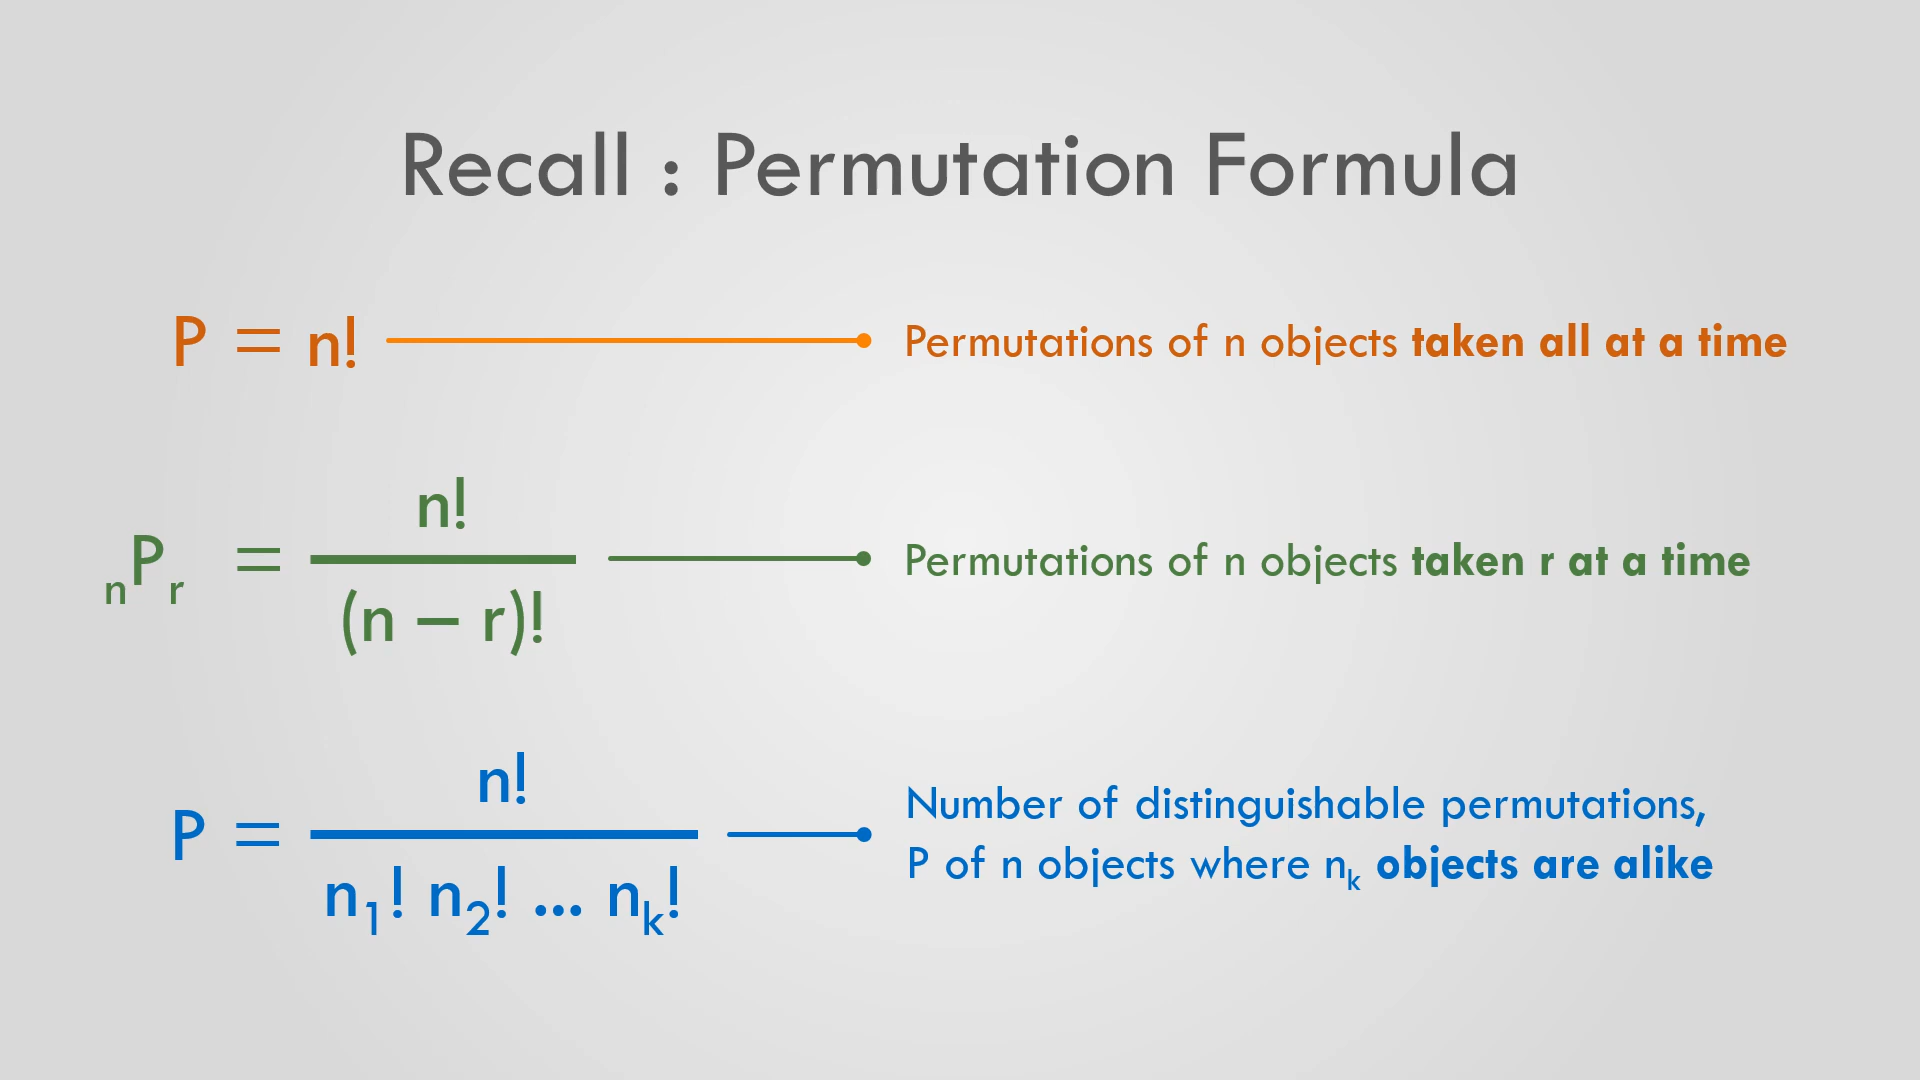 Recall : Permutation Formula
P = n!
Permutations of n objects taken all at a time
nPr = n! / (n – r)!
Permutations of n objects taken r at a time
P = n! / n1! n2! ... nk!
Number of distinguishable permutations,
P of n objects where nk objects are alike